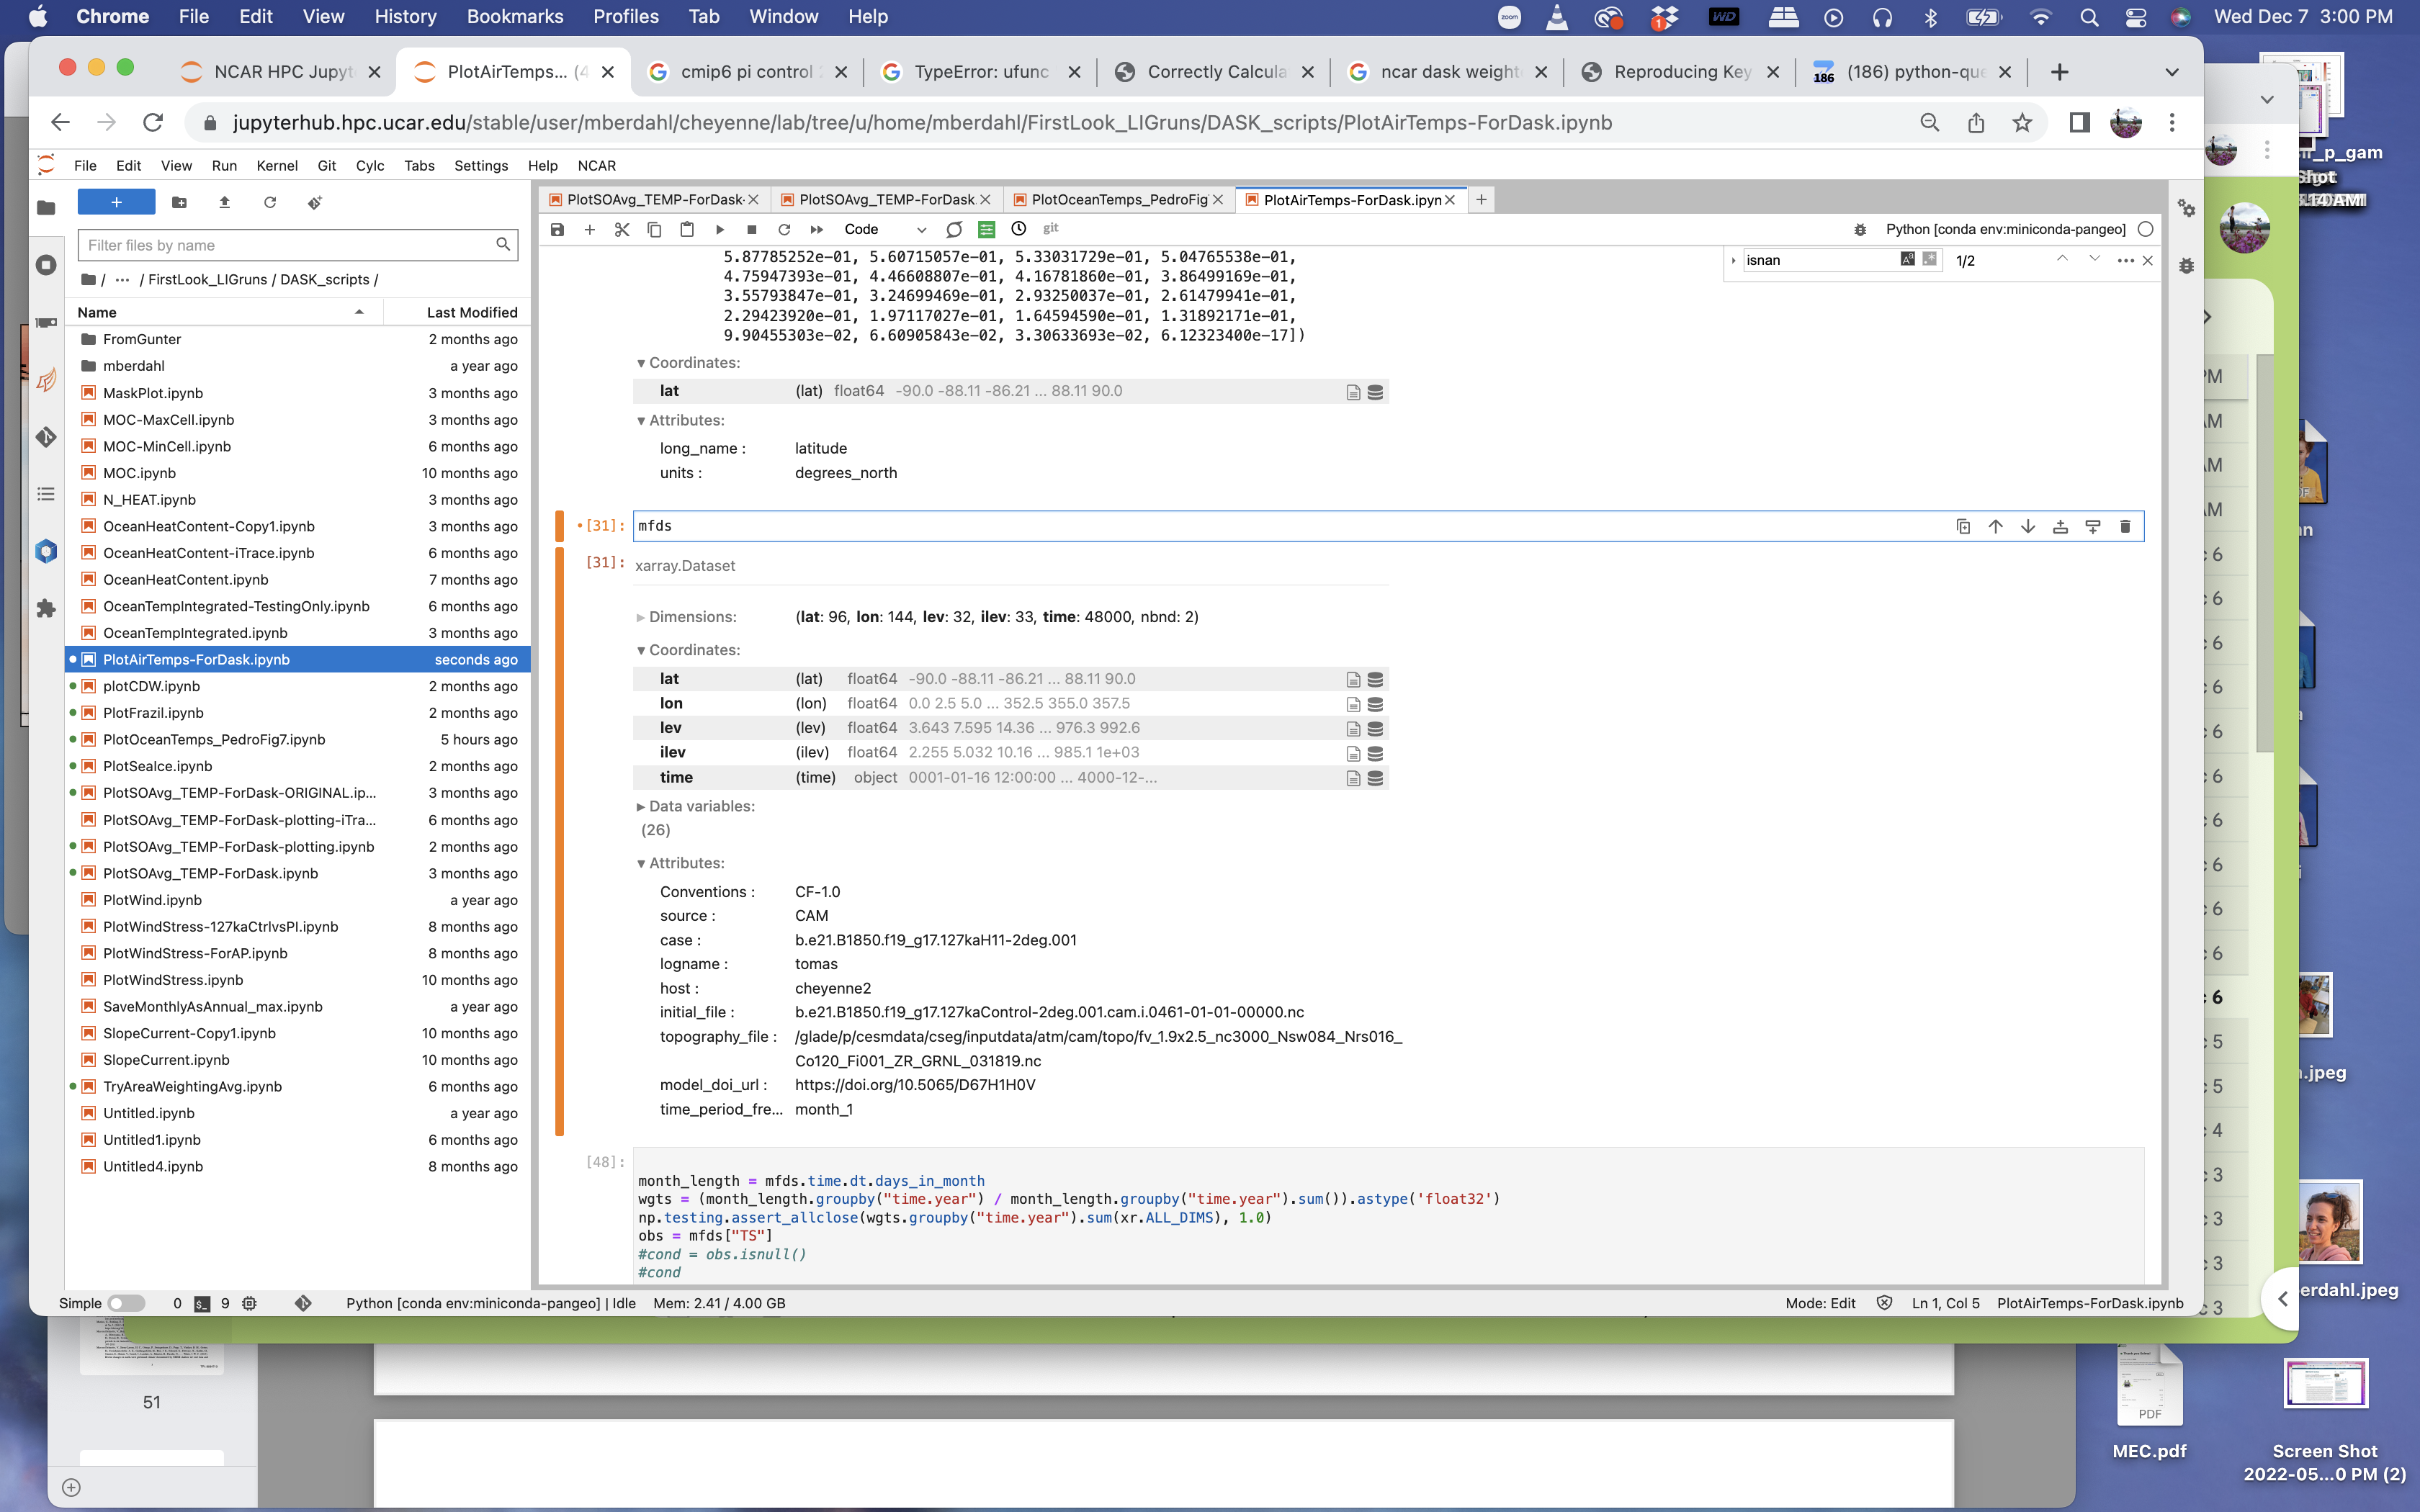 Chrome File Edit View History Bookmarks Profiles Tab Window Help
zoom 1 WD Wed Dec 7 3:00 PM
NCAR HPC Jupyt PlotAirTemps... (4 cmip6 pi control TypeError: ufunc Correctly Calcula ncar dask weight Reproducing Key 186 (186) python-que
jupyterhub.hpc.ucar.edu/stable/user/mberdahl/cheyenne/lab/tree/u/home/mberdahl/FirstLook_LIGruns/DASK_scripts/PlotAirTemps-ForDask.ipynb
File Edit View Run Kernel Git Cylc Tabs Settings Help NCAR
PlotSOAvg_TEMP-ForDask- PlotSOAvg_TEMP-ForDask. PlotOceanTemps_PedroFig PlotAirTemps-ForDask.ipyn
Code git Python [conda env:miniconda-pangeo]
Filter files by name
/ ... / FirstLook_LIGruns / DASK_scripts /
Name Last Modified
FromGunter 2 months ago
mberdahl a year ago
MaskPlot.ipynb 3 months ago
MOC-MaxCell.ipynb 3 months ago
MOC-MinCell.ipynb 6 months ago
MOC.ipynb 10 months ago
N_HEAT.ipynb 3 months ago
OceanHeatContent-Copy1.ipynb 3 months ago
OceanHeatContent-iTrace.ipynb 6 months ago
OceanHeatContent.ipynb 7 months ago
OceanTempIntegrated-TestingOnly.ipynb 6 months ago
OceanTempIntegrated.ipynb 3 months ago
PlotAirTemps-ForDask.ipynb seconds ago
plotCDW.ipynb 2 months ago
PlotFrazil.ipynb 2 months ago
PlotOceanTemps_PedroFig7.ipynb 5 hours ago
PlotSeaIce.ipynb 2 months ago
PlotSOAvg_TEMP-ForDask-ORIGINAL.ip... 3 months ago
PlotSOAvg_TEMP-ForDask-plotting-iTra... 6 months ago
PlotSOAvg_TEMP-ForDask-plotting.ipynb 2 months ago
PlotSOAvg_TEMP-ForDask.ipynb 3 months ago
PlotWind.ipynb a year ago
PlotWindStress-127kaCtrlvsPI.ipynb 8 months ago
PlotWindStress-ForAP.ipynb 8 months ago
PlotWindStress.ipynb 10 months ago
SaveMonthlyAsAnnual_max.ipynb a year ago
SlopeCurrent-Copy1.ipynb 10 months ago
SlopeCurrent.ipynb 10 months ago
TryAreaWeightingAvg.ipynb 6 months ago
Untitled.ipynb a year ago
Untitled1.ipynb 6 months ago
Untitled4.ipynb 8 months ago
isnan 1/2
5.87785252e-01, 5.60715057e-01, 5.33031729e-01, 5.04765538e-01,
4.75947393e-01, 4.46608807e-01, 4.16781860e-01, 3.86499169e-01,
3.55793847e-01, 3.24699469e-01, 2.93250037e-01, 2.61479941e-01,
2.29423920e-01, 1.97117027e-01, 1.64594590e-01, 1.31892171e-01,
9.90455303e-02, 6.60905843e-02, 3.30633693e-02, 6.12323400e-17])
Coordinates:
lat (lat) float64 -90.0 -88.11 -86.21 ... 88.11 90.0
Attributes:
long_name : latitude
units : degrees_north
[31]: mfds
[31]: xarray.Dataset
Dimensions: (lat: 96, lon: 144, lev: 32, ilev: 33, time: 48000, nbnd: 2)
Coordinates:
lat (lat) float64 -90.0 -88.11 -86.21 ... 88.11 90.0
lon (lon) float64 0.0 2.5 5.0 ... 352.5 355.0 357.5
lev (lev) float64 3.643 7.595 14.36 ... 976.3 992.6
ilev (ilev) float64 2.255 5.032 10.16 ... 985.1 1e+03
time (time) object 0001-01-16 12:00:00 ... 4000-12-...
Data variables:
(26)
Attributes:
Conventions : CF-1.0
source : CAM
case : b.e21.B1850.f19_g17.127kaH11-2deg.001
logname : tomas
host : cheyenne2
initial_file : b.e21.B1850.f19_g17.127kaControl-2deg.001.cam.i.0461-01-01-00000.nc
topography_file : /glade/p/cesmdata/cseg/inputdata/atm/cam/topo/fv_1.9x2.5_nc3000_Nsw084_Nrs016_
Co120_Fi001_ZR_GRNL_031819.nc
model_doi_url : https://doi.org/10.5065/D67H1H0V
time_period_fre... month_1
[48]:
month_length = mfds.time.dt.days_in_month
wgts = (month_length.groupby("time.year") / month_length.groupby("time.year").sum()).astype('float32')
np.testing.assert_allclose(wgts.groupby("time.year").sum(xr.ALL_DIMS), 1.0)
obs = mfds["TS"]
#cond = obs.isnull()
#cond
Simple 0 9 Python [conda env:miniconda-pangeo] | Idle Mem: 2.41 / 4.00 GB Mode: Edit Ln 1, Col 5 PlotAirTemps-ForDask.ipynb
51
_p_gam
Shot
AM
.jpeg
erdahl.jpeg
PDF
MEC.pdf
Screen Shot
2022-05...0 PM (2)